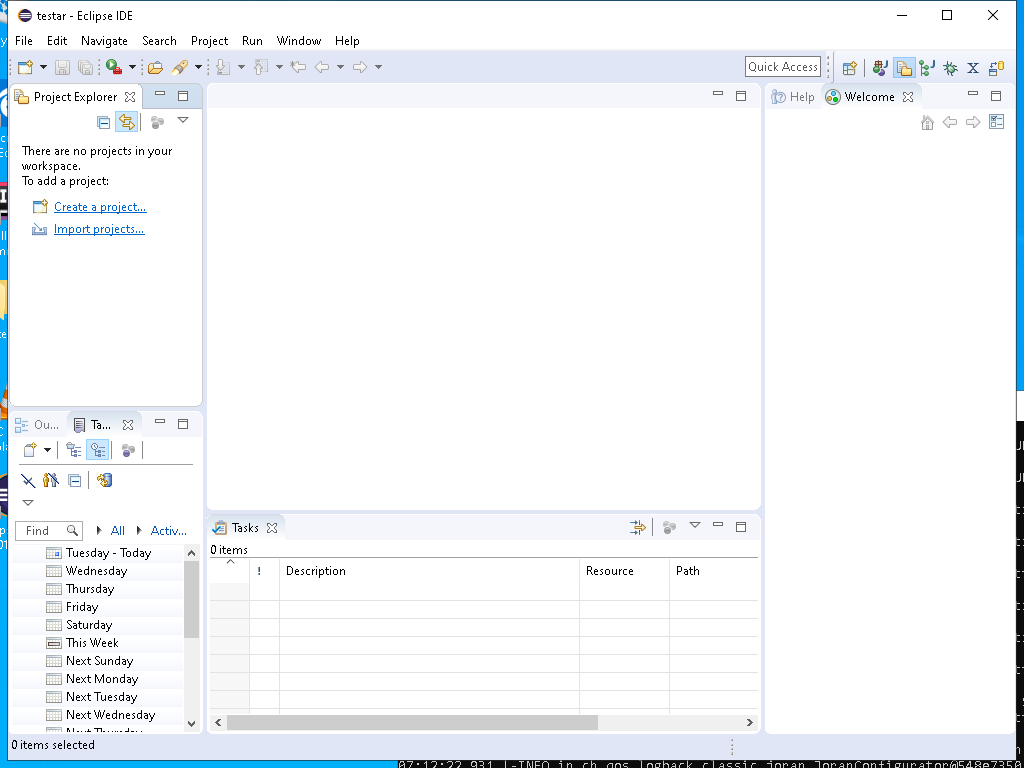 testar - Eclipse IDE
File Edit Navigate Search Project Run Window Help
Quick Access
Project Explorer
There are no projects in your
workspace.
To add a project:
Create a project...
Import projects...
Help Welcome
Ou... Ta...
Find All Activ...
Tuesday - Today
Wednesday
Thursday
Friday
Saturday
This Week
Next Sunday
Next Monday
Next Tuesday
Next Wednesday
Next Thursday
Tasks
0 items
! Description Resource Path
0 items selected
07:12:22,931 |-INFO in ch.qos.logback.classic.joran.JoranConfigurator@548e7350